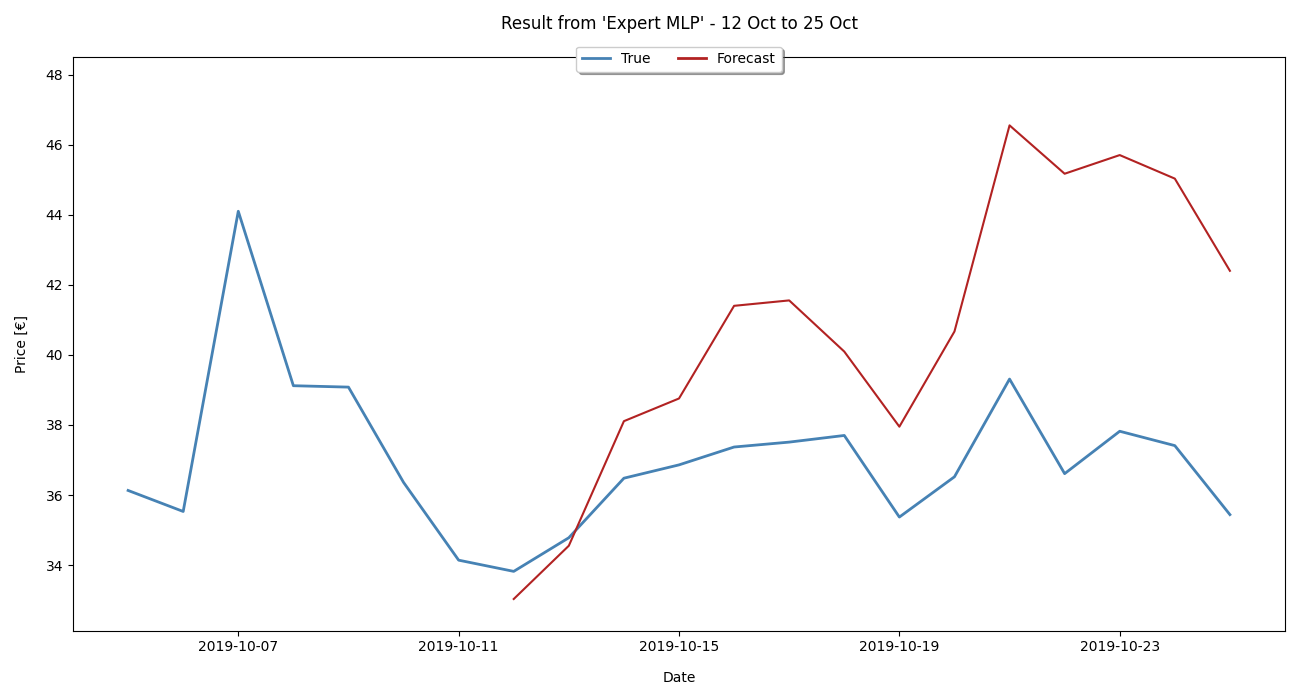 Result from 'Expert MLP' - 12 Oct to 25 Oct
True Forecast
48
46
44
42
40
38
36
34
Price [€]
2019-10-07 2019-10-11 2019-10-15 2019-10-19 2019-10-23
Date